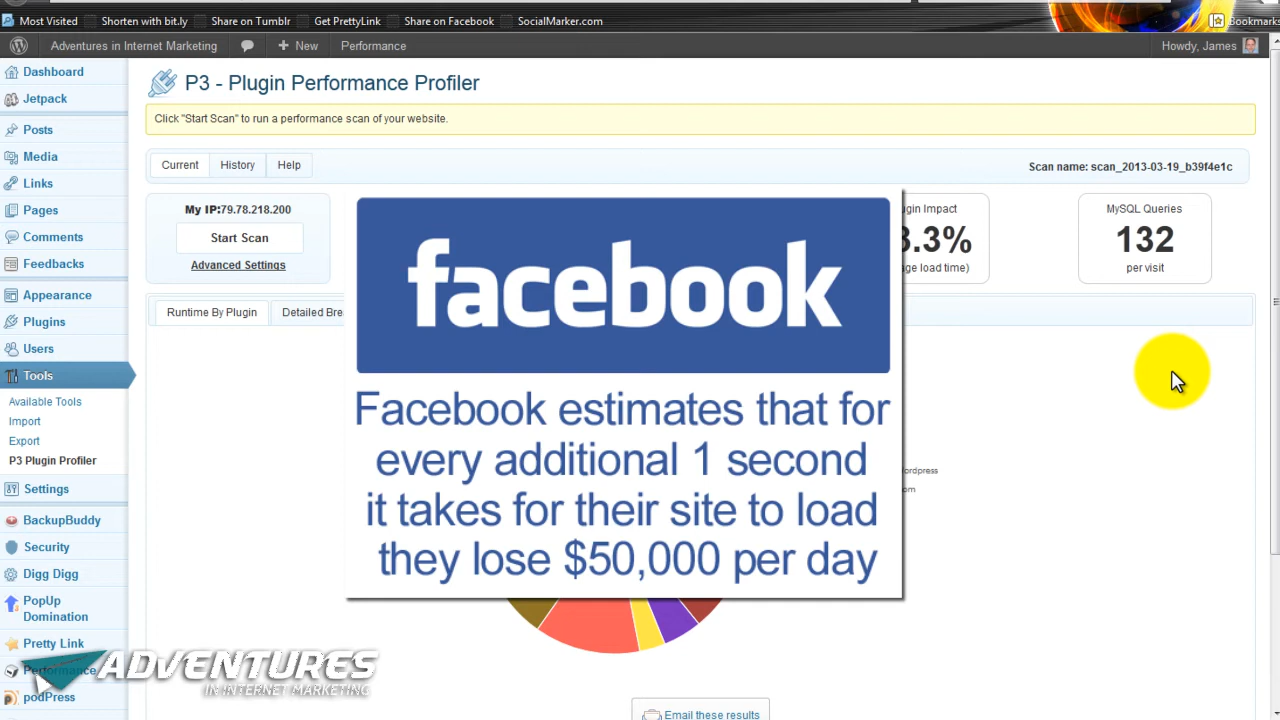 Most Visited Shorten with bit.ly Share on Tumblr Get PrettyLink Share on Facebook SocialMarker.com Bookmarks
Adventures in Internet Marketing + New Performance Howdy, James
Dashboard
Jetpack
Posts
Media
Links
Pages
Comments
Feedbacks
Appearance
Plugins
Users
Tools
Available Tools
Import
Export
P3 Plugin Profiler
Settings
BackupBuddy
Security
Digg Digg
PopUp
Domination
Pretty Link
Performance
podPress
P3 - Plugin Performance Profiler
Click "Start Scan" to run a performance scan of your website.
Current History Help Scan name: scan_2013-03-19_b39f4e1c
My IP:79.78.218.200
Start Scan
Advanced Settings
Impact
.3%
load time)
MySQL Queries
132
per visit
Runtime By Plugin Detailed
facebook
Facebook estimates that for
every additional 1 second
it takes for their site to load
they lose $50,000 per day
Email these results
ADVENTURES
IN INTERNET MARKETING